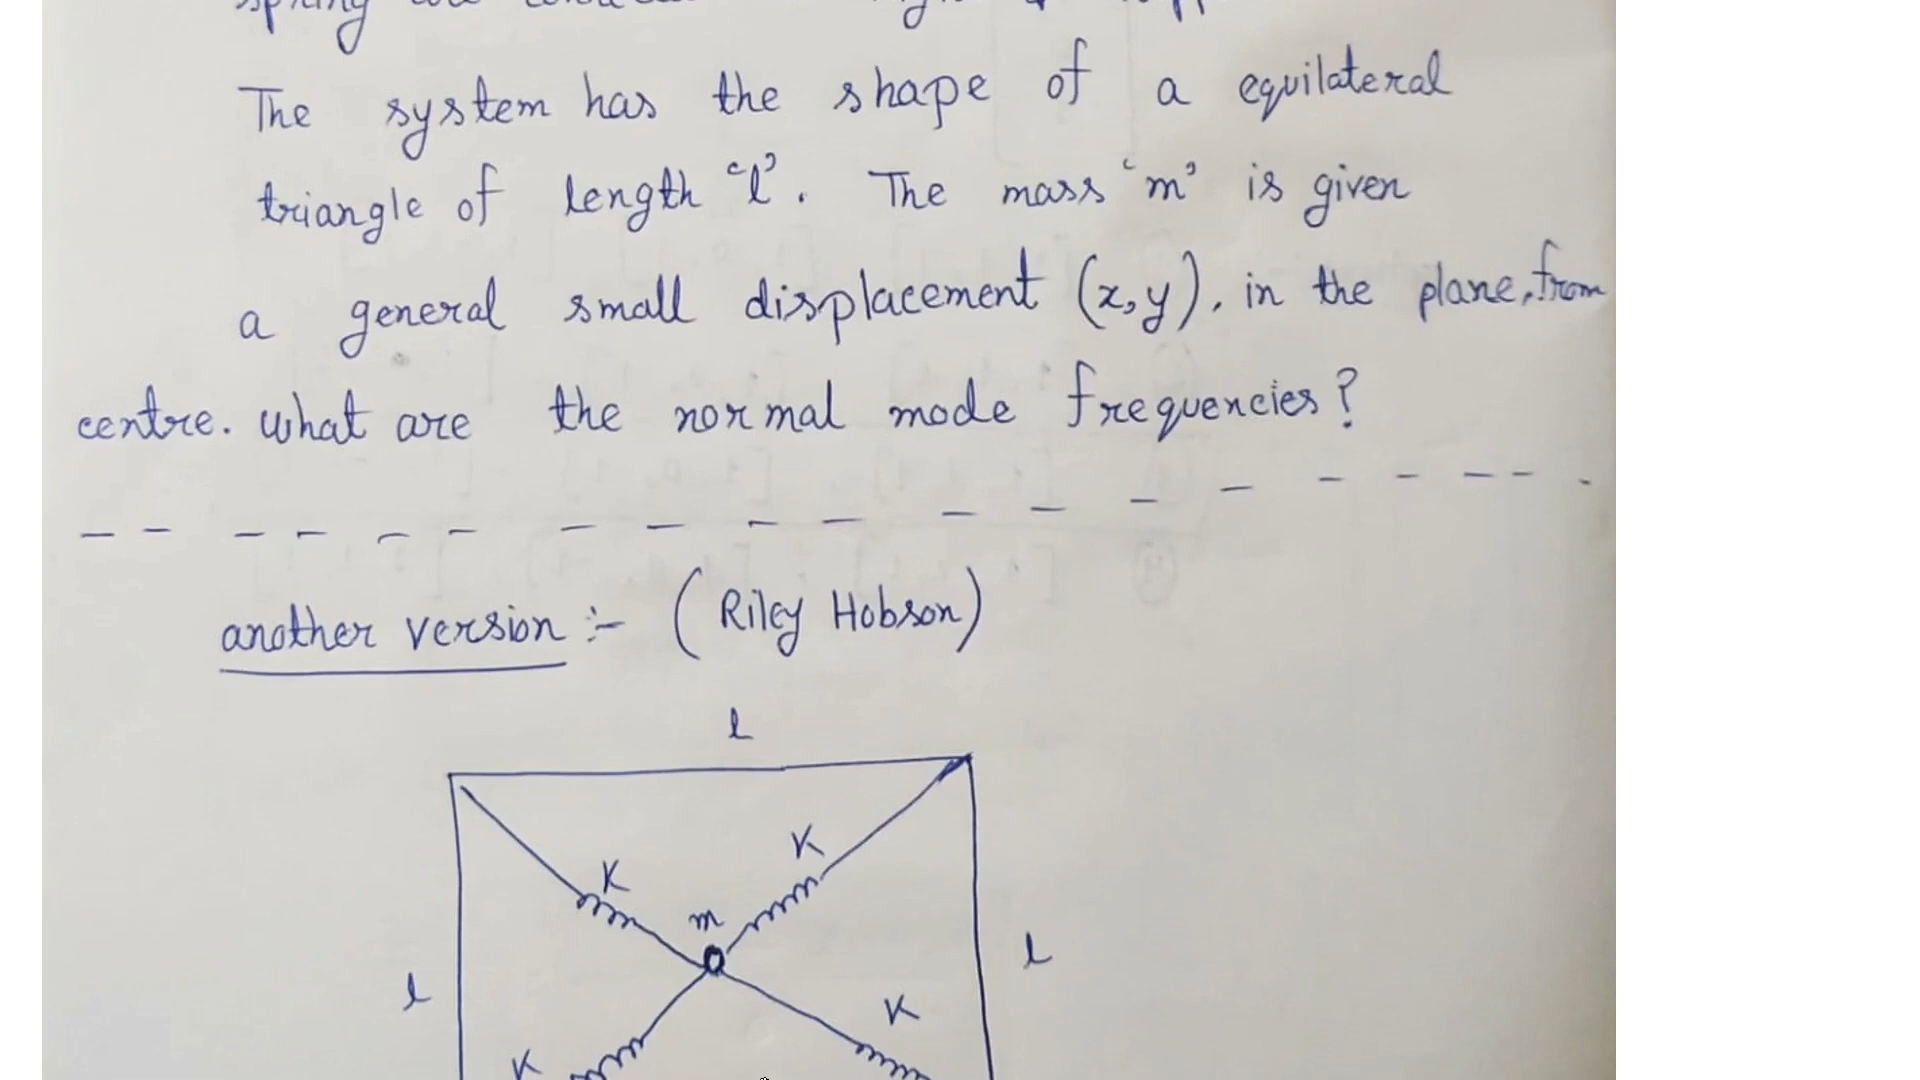 The system has the shape of a equilateral
triangle of length 'l'. The mass 'm' is given
a general small displacement (x,y), in the plane, from
centre. What are the normal mode frequencies?
another version :- (Riley Hobson)
l
K
K
m
l
l
K
K